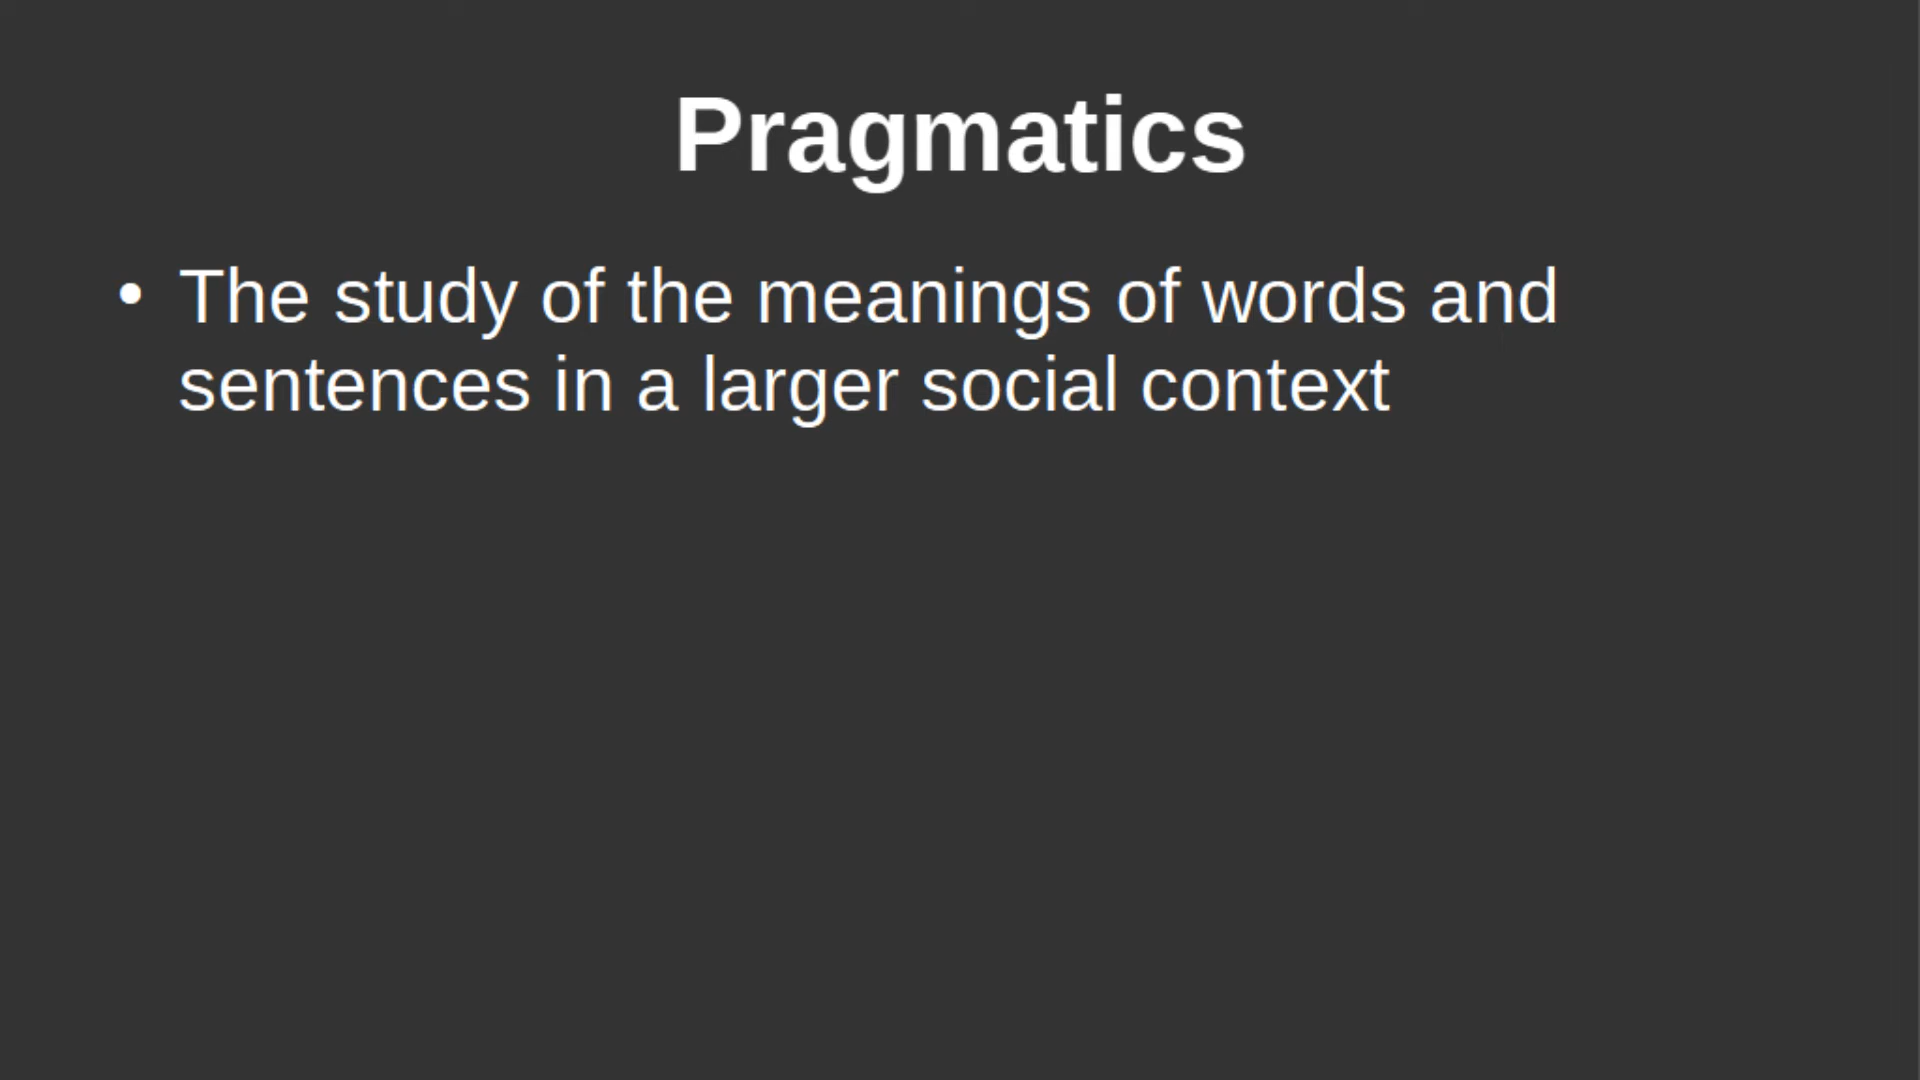 Pragmatics
• The study of the meanings of words and
sentences in a larger social context